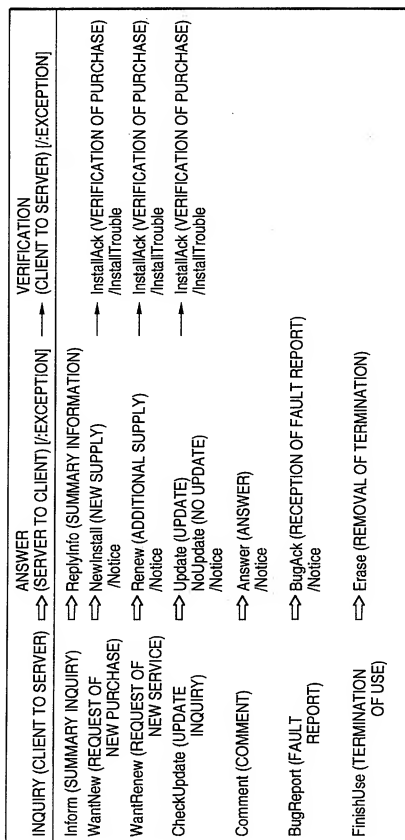 INQUIRY (CLIENT TO SERVER) ⇨ ANSWER (SERVER TO CLIENT) [/:EXCEPTION] → VERIFICATION (CLIENT TO SERVER) [/:EXCEPTION]
Inform (SUMMARY INQUIRY) ⇨ ReplyInfo (SUMMARY INFORMATION)
WantNew (REQUEST OF ⇨ NewInstall (NEW SUPPLY) → InstallAck (VERIFICATION OF PURCHASE)
NEW PURCHASE) /Notice /InstallTrouble
WantRenew (REQUEST OF ⇨ Renew (ADDITIONAL SUPPLY) → InstallAck (VERIFICATION OF PURCHASE)
NEW SERVICE) /Notice /InstallTrouble
CheckUpdate (UPDATE ⇨ Update (UPDATE) → InstallAck (VERIFICATION OF PURCHASE)
INQUIRY) NoUpdate (NO UPDATE) /InstallTrouble
/Notice
Comment (COMMENT) ⇨ Answer (ANSWER)
/Notice
BugReport (FAULT ⇨ BugAck (RECEPTION OF FAULT REPORT)
REPORT) /Notice
FinishUse (TERMINATION ⇨ Erase (REMOVAL OF TERMINATION)
OF USE)